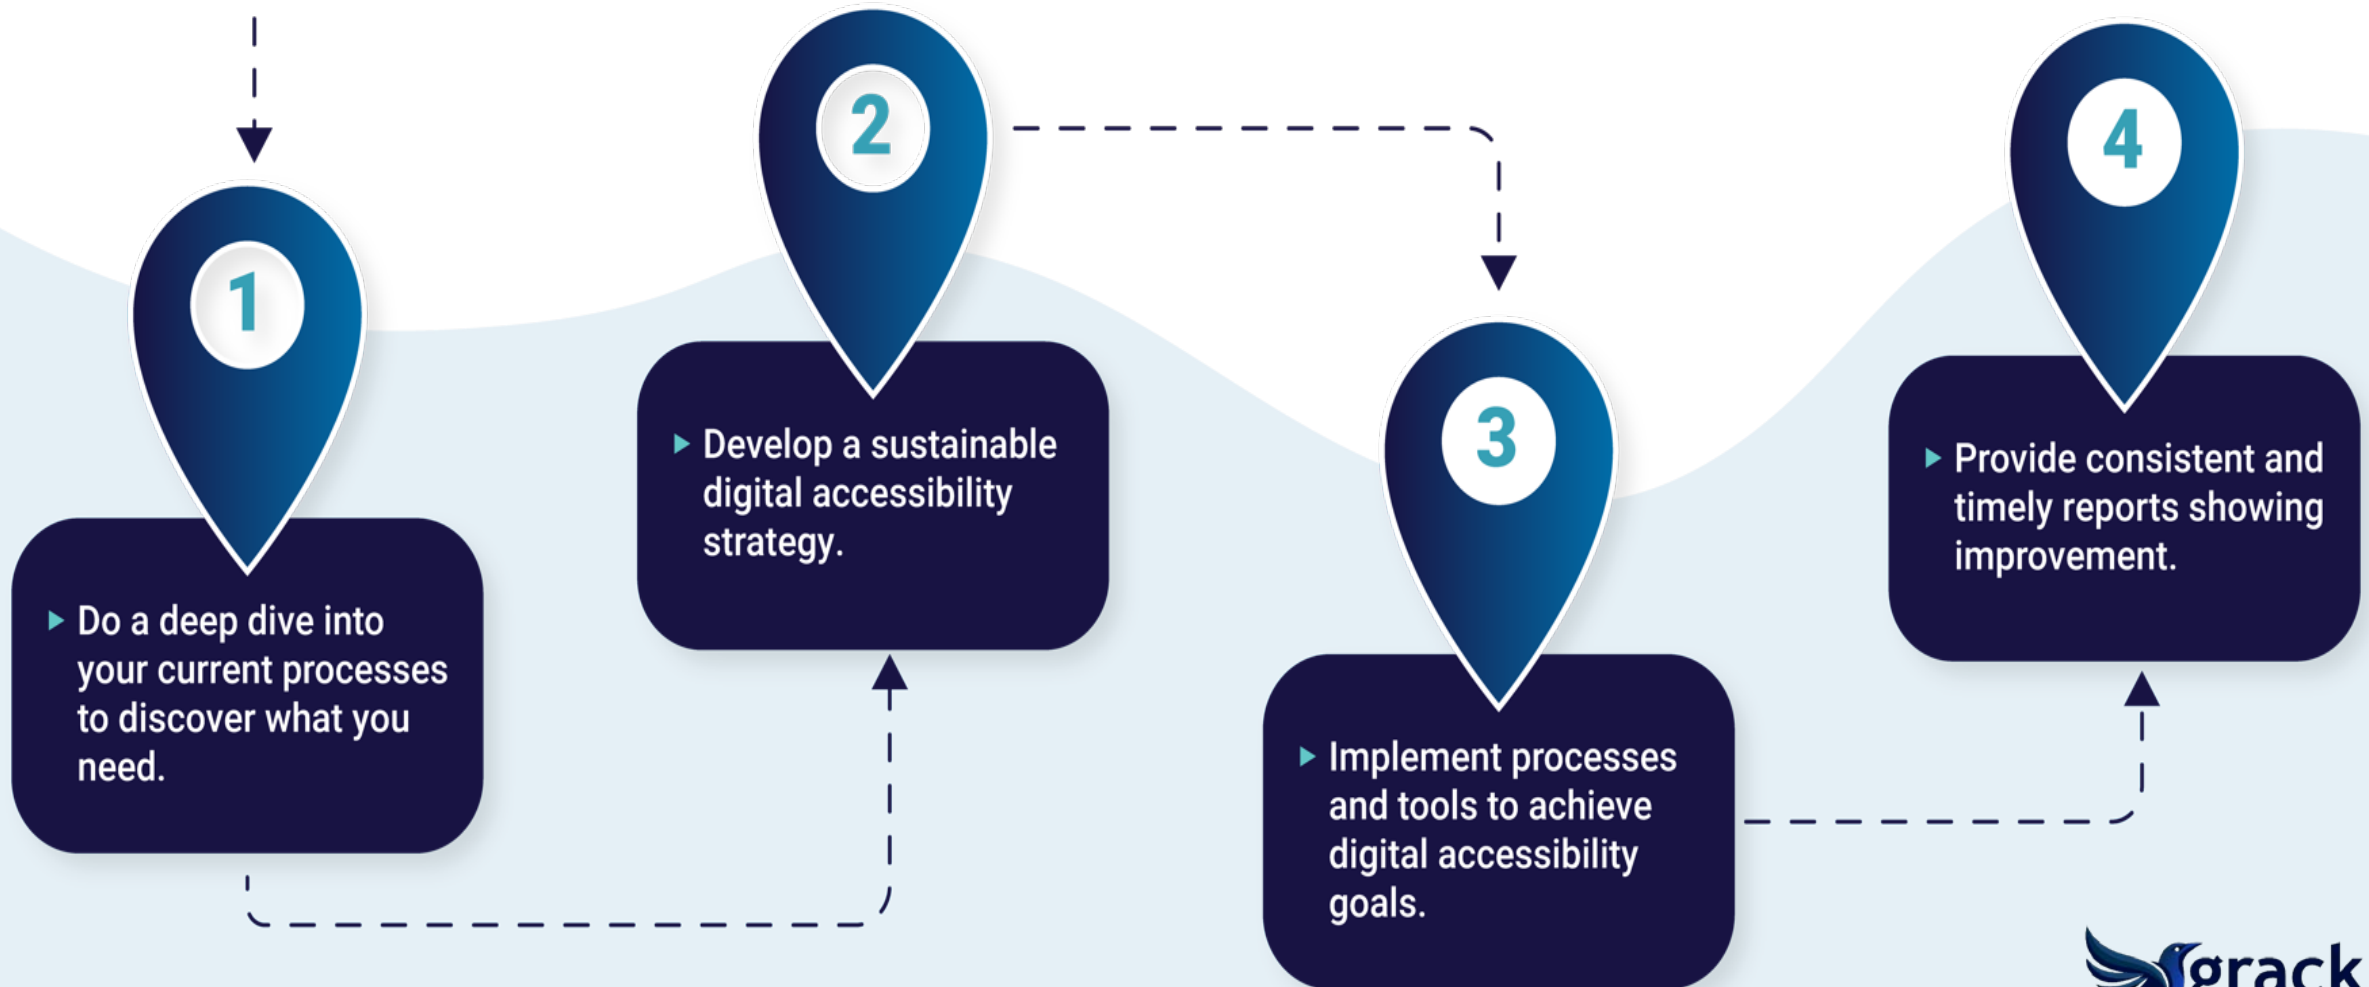 1
Do a deep dive into
your current processes
to discover what you
need.
2
Develop a sustainable
digital accessibility
strategy.
3
Implement processes
and tools to achieve
digital accessibility
goals.
4
Provide consistent and
timely reports showing
improvement.
grack